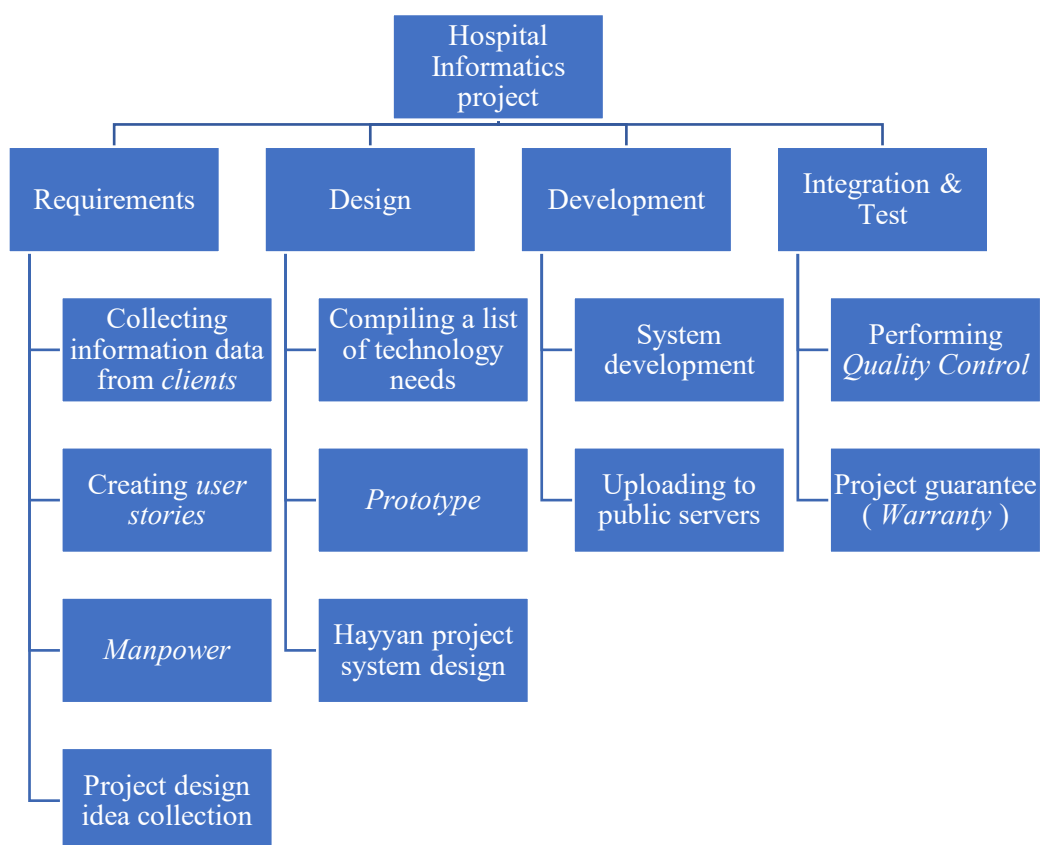 Hospital
Informatics
project
Requirements
Design
Development
Integration &
Test
Collecting
information data
from clients
Compiling a list
of technology
needs
System
development
Performing
Quality Control
Creating user
stories
Prototype
Uploading to
public servers
Project guarantee
( Warranty )
Manpower
Hayyan project
system design
Project design
idea collection